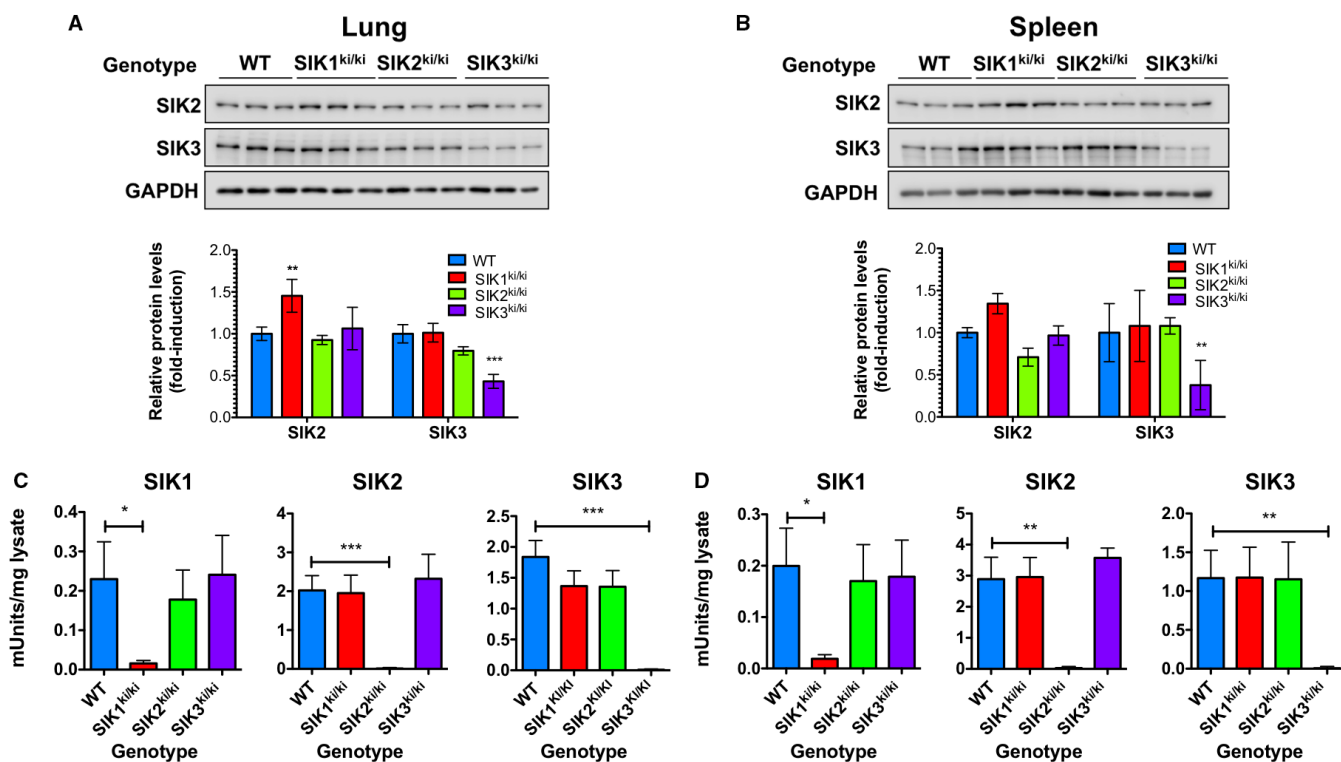 A Lung
Genotype WT SIK1ki/ki SIK2ki/ki SIK3ki/ki
SIK2
SIK3
GAPDH
Relative protein levels
(fold-induction)
2.0
1.5
1.0
0.5
0.0
**
***
WT
SIK1ki/ki
SIK2ki/ki
SIK3ki/ki
SIK2 SIK3
B Spleen
Genotype WT SIK1ki/ki SIK2ki/ki SIK3ki/ki
SIK2
SIK3
GAPDH
Relative protein levels
(fold-induction)
2.0
1.5
1.0
0.5
0.0
**
WT
SIK1ki/ki
SIK2ki/ki
SIK3ki/ki
SIK2 SIK3
C SIK1
mUnits/mg lysate
0.4
0.3
0.2
0.1
0.0
*
WT SIK1ki/ki SIK2ki/ki SIK3ki/ki
Genotype
SIK2
4
3
2
1
0
***
WT SIK1ki/ki SIK2ki/ki SIK3ki/ki
Genotype
SIK3
2.5
2.0
1.5
1.0
0.5
0.0
***
WT SIK1KI/KI SIK2KI/KI SIK3KI/KI
Genotype
D SIK1
mUnits/mg lysate
0.3
0.2
0.1
0.0
*
WT SIK1ki/ki SIK2ki/ki SIK3ki/ki
Genotype
SIK2
5
4
3
2
1
0
**
WT SIK1ki/ki SIK2ki/ki SIK3ki/ki
Genotype
SIK3
2.0
1.5
1.0
0.5
0.0
**
WT SIK1ki/ki SIK2ki/ki SIK3ki/ki
Genotype